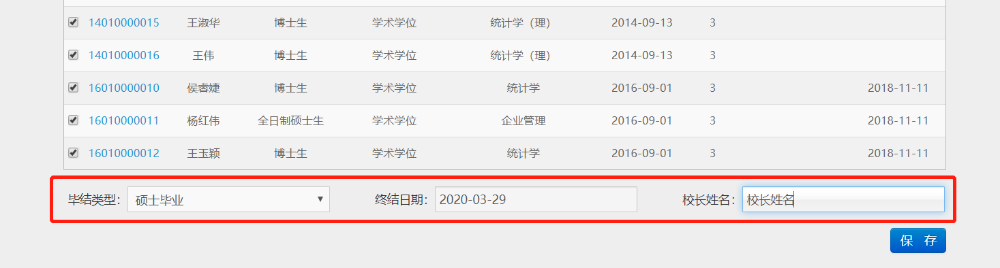 14010000015 王淑华 博士生 学术学位 统计学（理） 2014-09-13 3
14010000016 王伟 博士生 学术学位 统计学（理） 2014-09-13 3
16010000010 侯睿婕 博士生 学术学位 统计学 2016-09-01 3 2018-11-11
16010000011 杨红伟 全日制硕士生 学术学位 企业管理 2016-09-01 3 2018-11-11
16010000012 王玉颖 博士生 学术学位 统计学 2016-09-01 3 2018-11-11
毕结类型： 硕士毕业 终结日期： 2020-03-29 校长姓名： 校长姓名
保 存